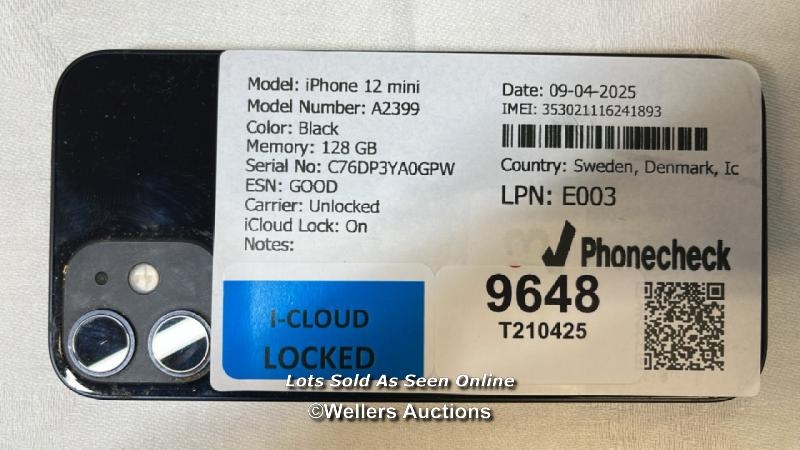 Model: iPhone 12 mini
Model Number: A2399
Color: Black
Memory: 128 GB
Serial No: C76DP3YA0GPW
ESN: GOOD
Carrier: Unlocked
iCloud Lock: On
Notes:
Date: 09-04-2025
IMEI: 353021116241893
Country: Sweden, Denmark, Ic
LPN: E003
Phonecheck
I-CLOUD
LOCKED
9648
T210425
Lots Sold As Seen Online
©Wellers Auctions